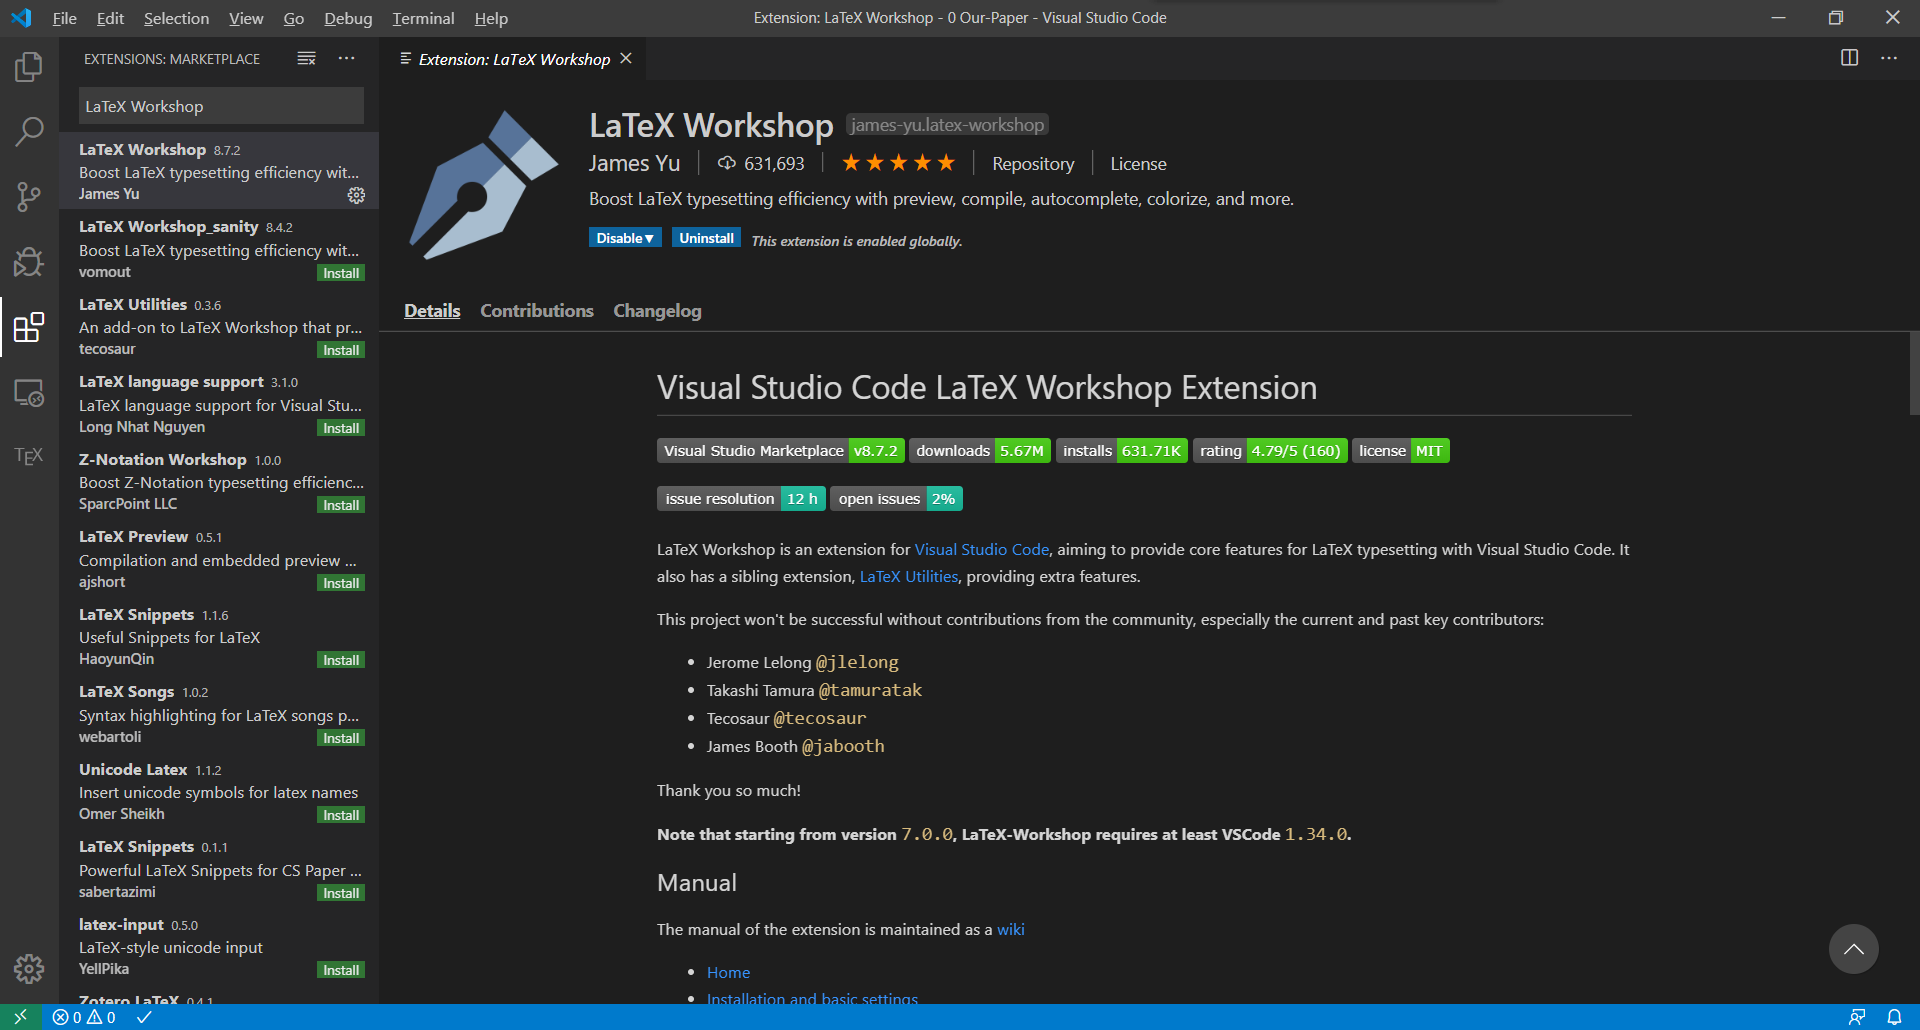 File Edit Selection View Go Debug Terminal Help
Extension: LaTeX Workshop - 0 Our-Paper - Visual Studio Code
EXTENSIONS: MARKETPLACE
LaTeX Workshop
LaTeX Workshop 8.7.2
Boost LaTeX typesetting efficiency wit...
James Yu
LaTeX Workshop_sanity 8.4.2
Boost LaTeX typesetting efficiency wit...
vomout Install
LaTeX Utilities 0.3.6
An add-on to LaTeX Workshop that pr...
tecosaur Install
LaTeX language support 3.1.0
LaTeX language support for Visual Stu...
Long Nhat Nguyen Install
Z-Notation Workshop 1.0.0
Boost Z-Notation typesetting efficienc...
SparcPoint LLC Install
LaTeX Preview 0.5.1
Compilation and embedded preview ...
ajshort Install
LaTeX Snippets 1.1.6
Useful Snippets for LaTeX
HaoyunQin Install
LaTeX Songs 1.0.2
Syntax highlighting for LaTeX songs p...
webartoli Install
Unicode Latex 1.1.2
Insert unicode symbols for latex names
Omer Sheikh Install
LaTeX Snippets 0.1.1
Powerful LaTeX Snippets for CS Paper ...
sabertazimi Install
latex-input 0.5.0
LaTeX-style unicode input
YellPika Install
Zotero LaTeX 0.4.1
TEX
Extension: LaTeX Workshop
LaTeX Workshop james-yu.latex-workshop
James Yu 631,693 Repository License
Boost LaTeX typesetting efficiency with preview, compile, autocomplete, colorize, and more.
Disable▼ Uninstall This extension is enabled globally.
Details Contributions Changelog
Visual Studio Code LaTeX Workshop Extension
Visual Studio Marketplace v8.7.2 downloads 5.67M installs 631.71K rating 4.79/5 (160) license MIT
issue resolution 12 h open issues 2%
LaTeX Workshop is an extension for Visual Studio Code, aiming to provide core features for LaTeX typesetting with Visual Studio Code. It
also has a sibling extension, LaTeX Utilities, providing extra features.
This project won't be successful without contributions from the community, especially the current and past key contributors:
• Jerome Lelong @jlelong
• Takashi Tamura @tamuratak
• Tecosaur @tecosaur
• James Booth @jabooth
Thank you so much!
Note that starting from version 7.0.0, LaTeX-Workshop requires at least VSCode 1.34.0.
Manual
The manual of the extension is maintained as a wiki
• Home
• Installation and basic settings
0 0